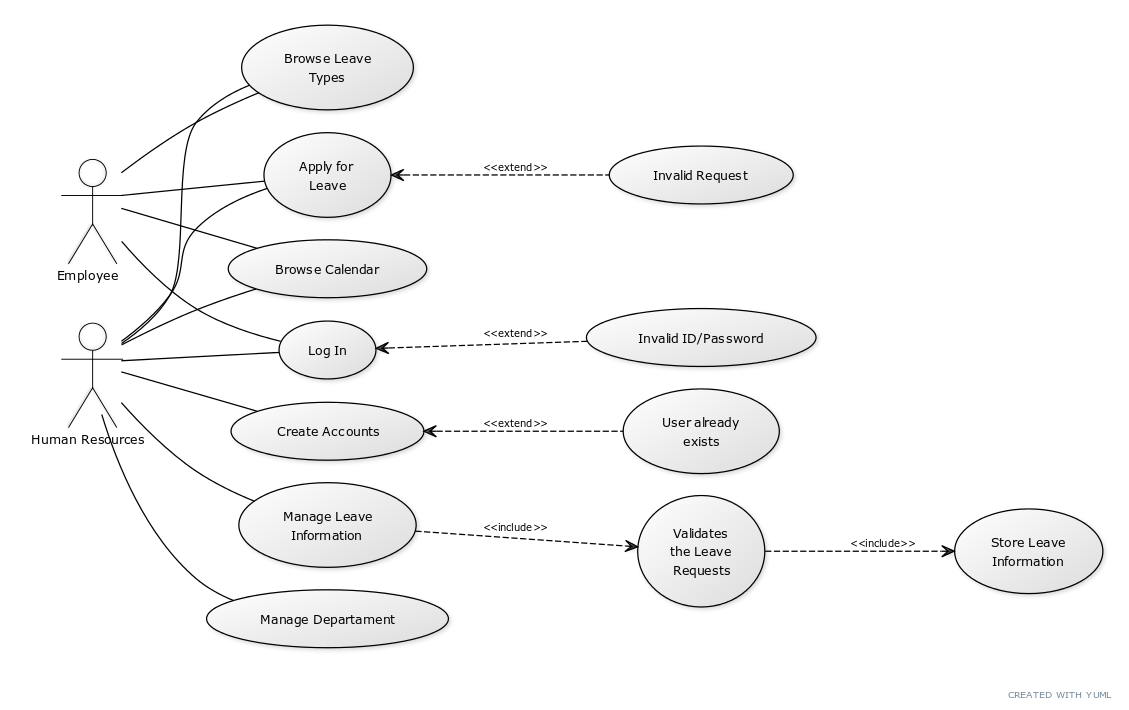 Browse Leave
Types
Apply for
Leave
<<extend>>
Invalid Request
Employee
Browse Calendar
Log In
<<extend>>
Invalid ID/Password
Human Resources
Create Accounts
<<extend>>
User already
exists
Manage Leave
Information
<<include>>
Validates
the Leave
Requests
<<include>>
Store Leave
Information
Manage Departament
CREATED WITH YUML